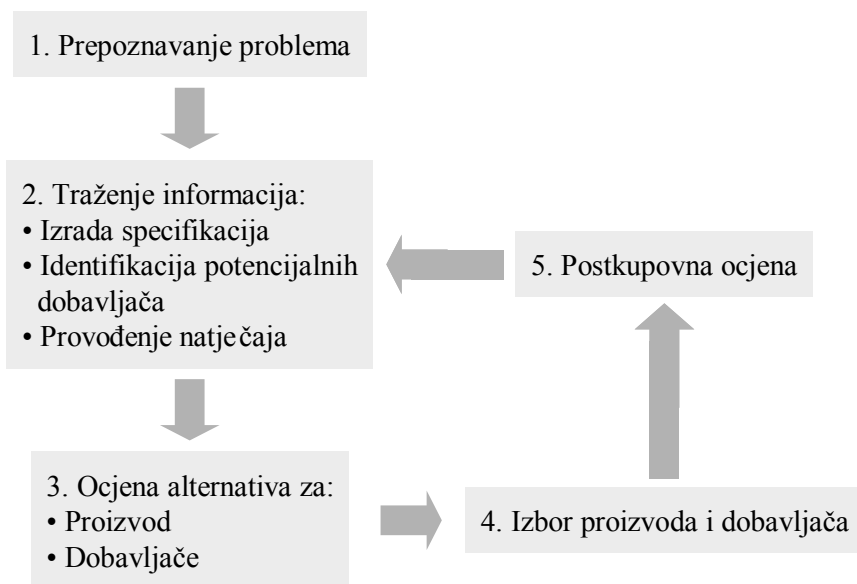 1. Prepoznavanje problema
2. Traženje informacija:
• Izrada specifikacija
• Identifikacija potencijalnih
dobavljača
• Provođenje natječaja
3. Ocjena alternativa za:
• Proizvod
• Dobavljače
4. Izbor proizvoda i dobavljača
5. Postkupovna ocjena